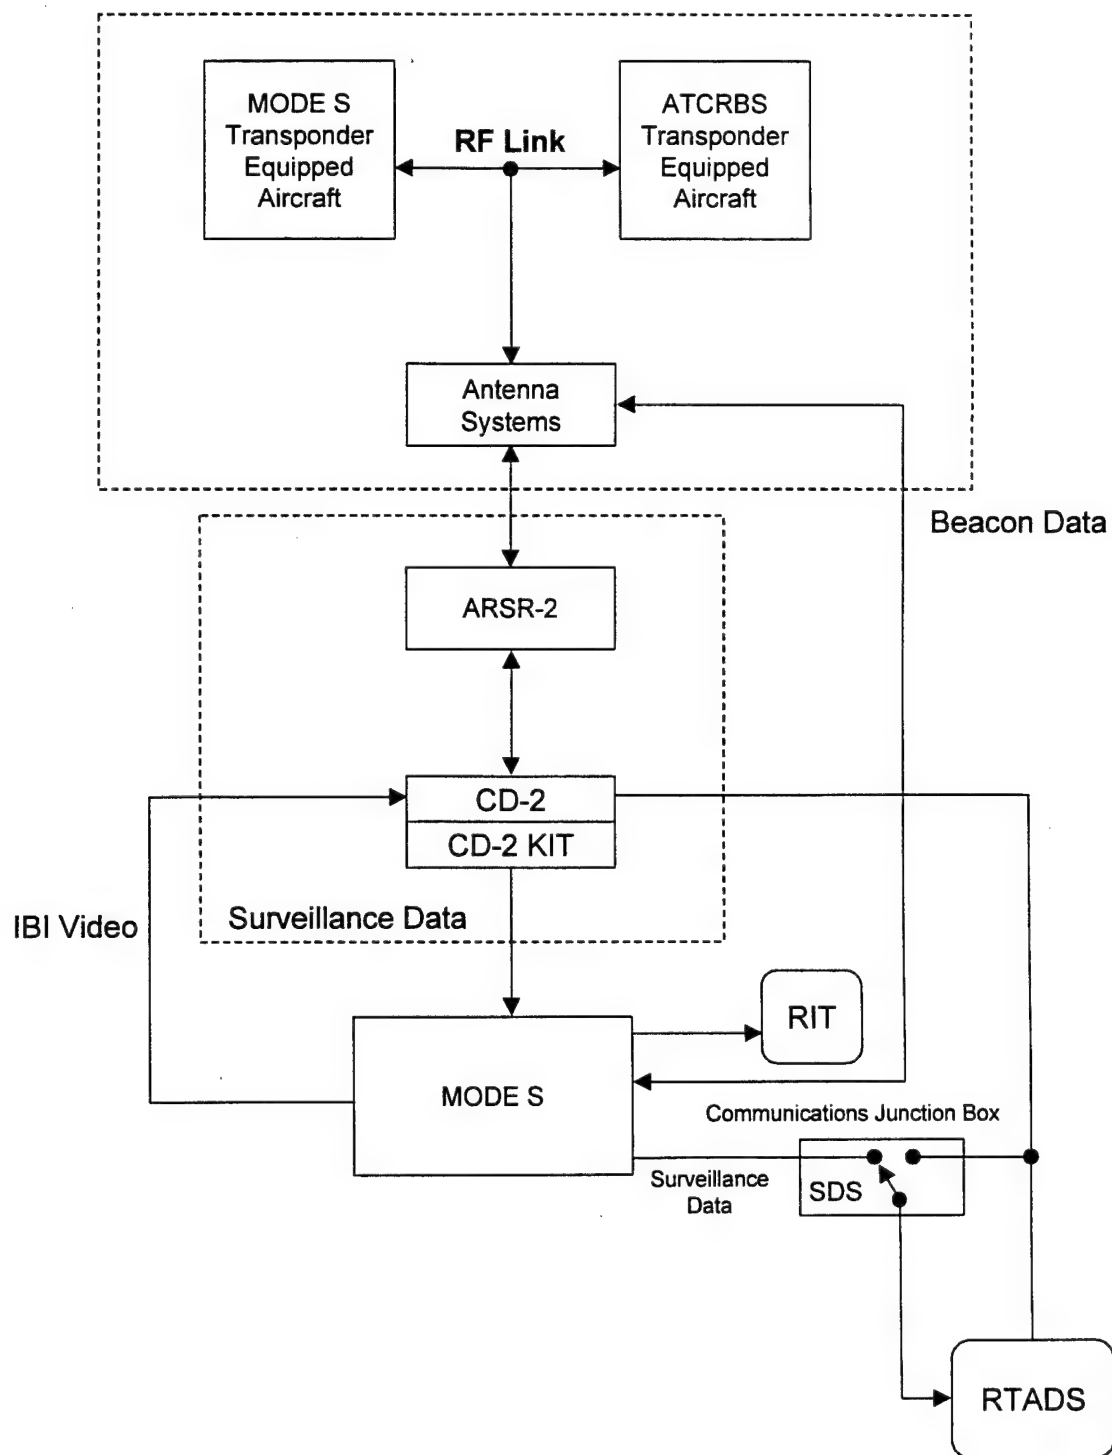 MODE S
Transponder
Equipped
Aircraft
RF Link
ATCRBS
Transponder
Equipped
Aircraft
Antenna
Systems
Beacon Data
ARSR-2
CD-2
CD-2 KIT
Surveillance Data
IBI Video
RIT
MODE S
Communications Junction Box
Surveillance
Data
SDS
RTADS